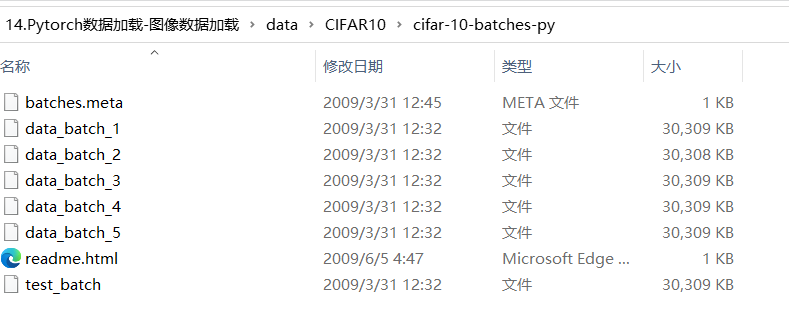 14.Pytorch数据加载-图像数据加载 › data › CIFAR10 › cifar-10-batches-py
名称 修改日期 类型 大小
batches.meta 2009/3/31 12:45 META 文件 1 KB
data_batch_1 2009/3/31 12:32 文件 30,309 KB
data_batch_2 2009/3/31 12:32 文件 30,308 KB
data_batch_3 2009/3/31 12:32 文件 30,309 KB
data_batch_4 2009/3/31 12:32 文件 30,309 KB
data_batch_5 2009/3/31 12:32 文件 30,309 KB
readme.html 2009/6/5 4:47 Microsoft Edge ... 1 KB
test_batch 2009/3/31 12:32 文件 30,309 KB